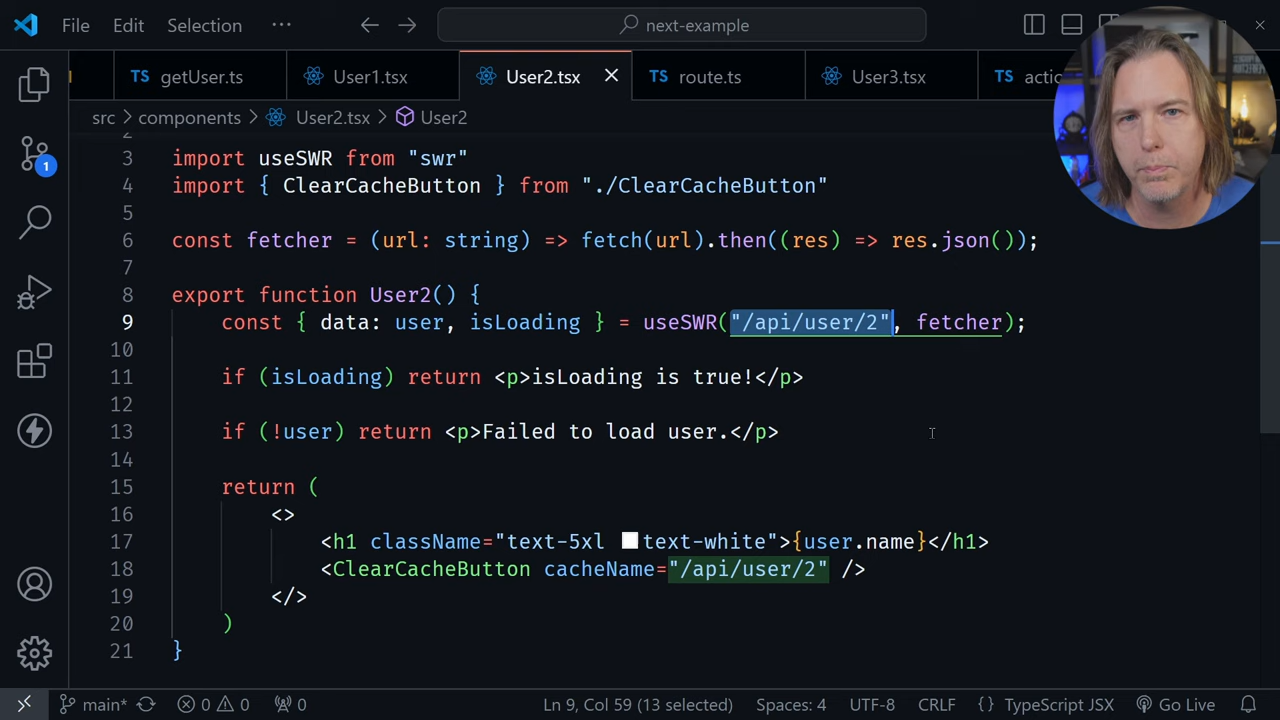 File Edit Selection ··· next-example
TS getUser.ts User1.tsx User2.tsx TS route.ts User3.tsx TS
src > components > User2.tsx > User2
2
3 import useSWR from "swr"
4 import { ClearCacheButton } from "./ClearCacheButton"
5
6 const fetcher = (url: string) => fetch(url).then((res) => res.json());
7
8 export function User2() {
9 const { data: user, isLoading } = useSWR("/api/user/2", fetcher);
10
11 if (isLoading) return <p>isLoading is true!</p>
12
13 if (!user) return <p>Failed to load user.</p>
14
15 return (
16 <>
17 <h1 className="text-5xl text-white">{user.name}</h1>
18 <ClearCacheButton cacheName="/api/user/2" />
19 </>
20 )
21 }
1
main* 0 0 0 Ln 9, Col 59 (13 selected) Spaces: 4 UTF-8 CRLF {} TypeScript JSX Go Live